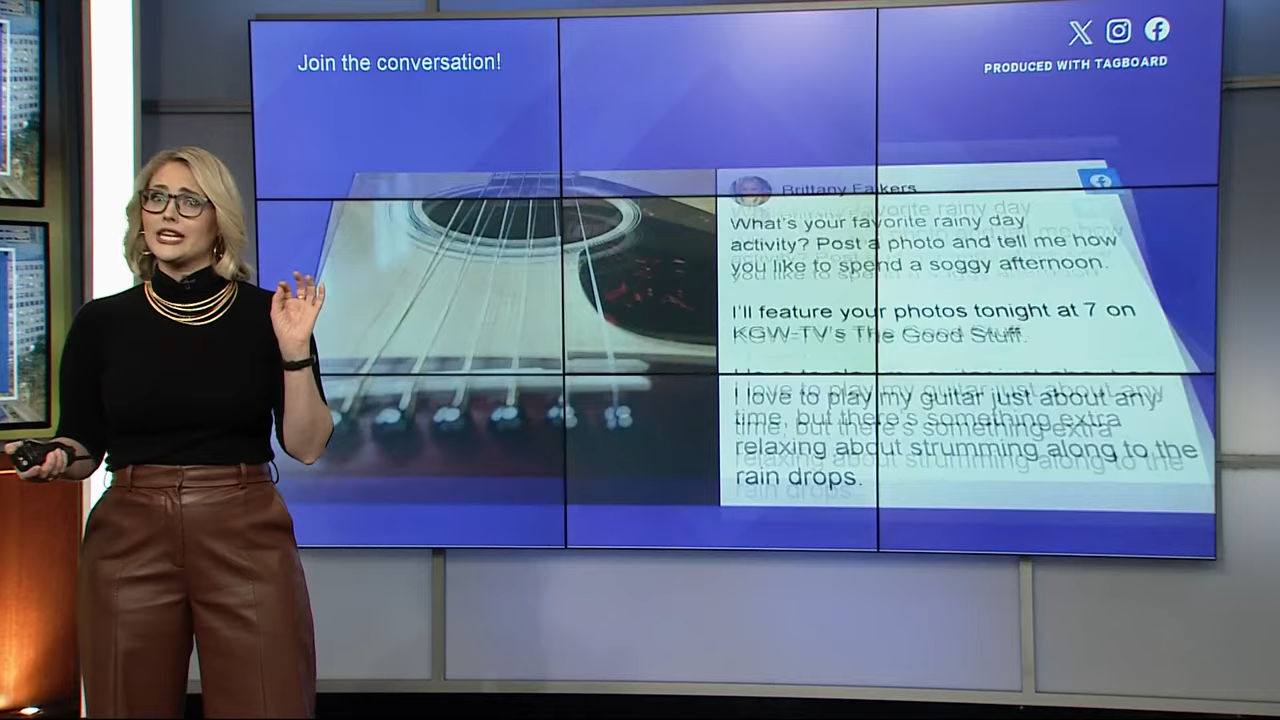 Join the conversation!
PRODUCED WITH TAGBOARD
Brittany Falkers
What's your favorite rainy day
activity? Post a photo and tell me how
you like to spend a soggy afternoon.
I'll feature your photos tonight at 7 on
KGW-TV's The Good Stuff.
I love to play my guitar just about any
time, but there's something extra
relaxing about strumming along to the
rain drops.